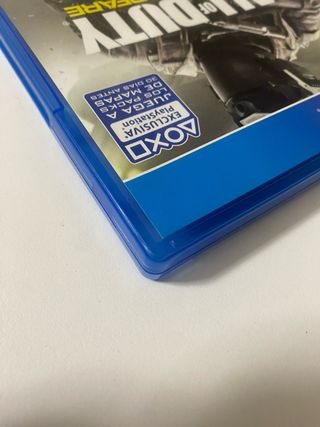 EXCLUSIVA
PlayStation
JUEGA A
LOS PACKS
DE MAPAS
30 DÍAS ANTES
OF DUTY